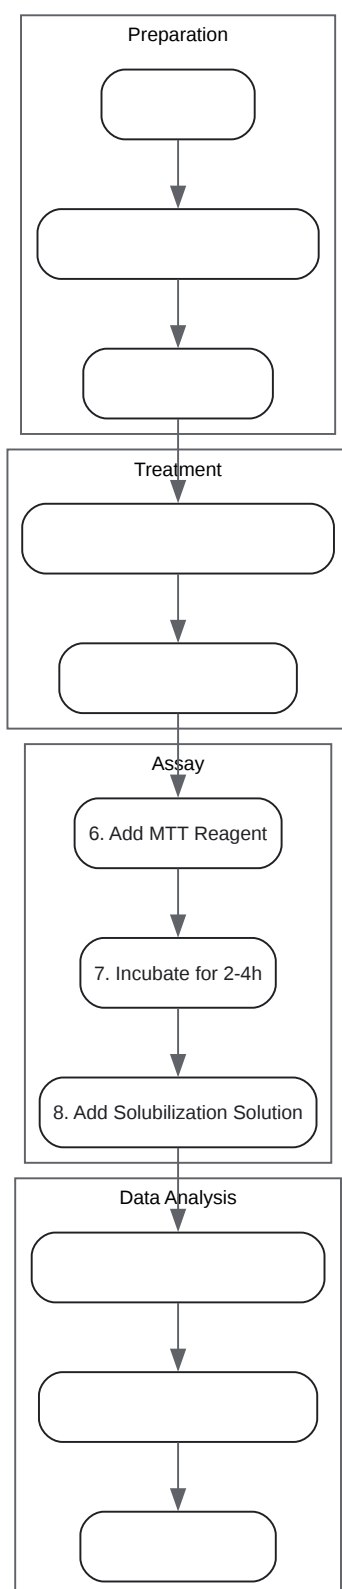 Preparation
Treatment
Assay
6. Add MTT Reagent
7. Incubate for 2-4h
8. Add Solubilization Solution
Data Analysis